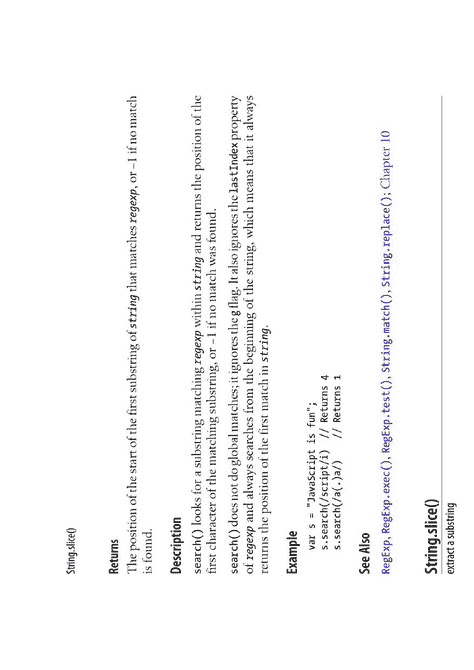 String.slice()
Returns
The position of the start of the first substring of string that matches regexp, or −1 if no match
is found.
Description
search() looks for a substring matching regexp within string and returns the position of the
first character of the matching substring, or −1 if no match was found.
search() does not do global matches; it ignores the g flag. It also ignores the lastIndex property
of regexp and always searches from the beginning of the string, which means that it always
returns the position of the first match in string.
Example
var s = "JavaScript is fun";
s.search(/script/i) // Returns 4
s.search(/a(.)a/) // Returns 1
See Also
RegExp, RegExp.exec(), RegExp.test(), String.match(), String.replace(); Chapter 10
String.slice()
extract a substring